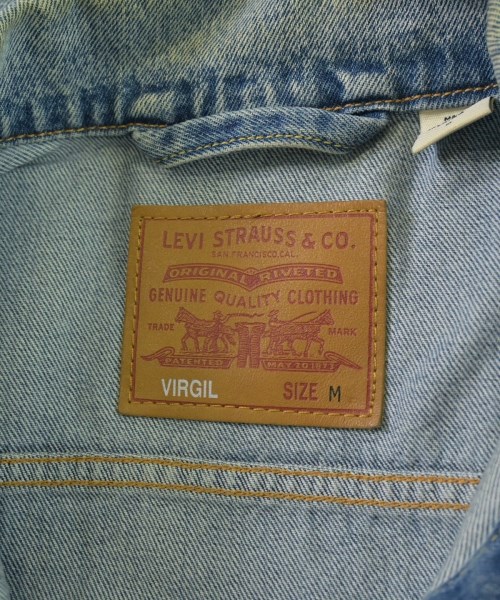 LEVI STRAUSS & CO.
SAN FRANCISCO, CAL.
ORIGINAL RIVETED
GENUINE QUALITY CLOTHING
TRADE MARK
PATENTED MAY 20 1873
VIRGIL SIZE M